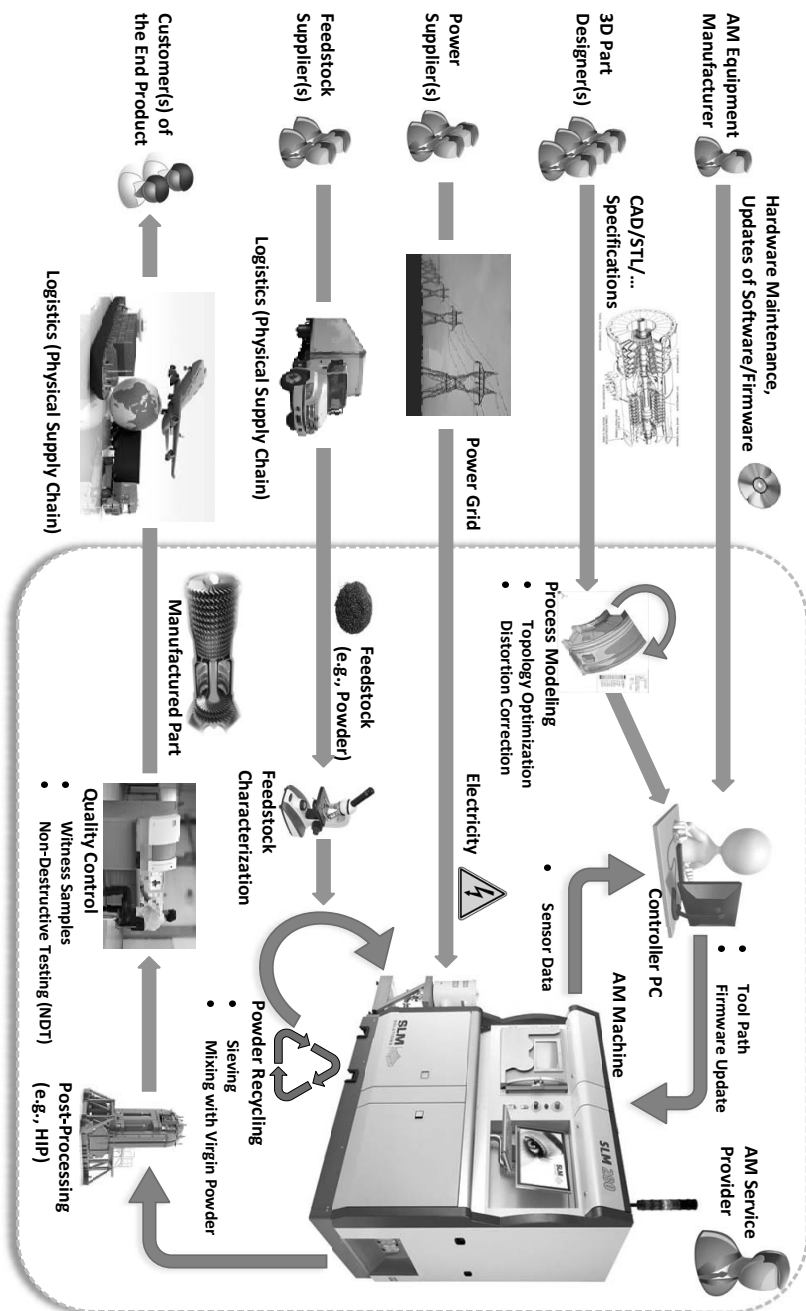 AM Equipment
Manufacturer
Hardware Maintenance,
Updates of Software/Firmware
3D Part
Designer(s)
CAD/STL/...
Specifications
Power
Supplier(s)
Power Grid
Feedstock
Supplier(s)
Logistics (Physical Supply Chain)
Customer(s) of
the End Product
Logistics (Physical Supply Chain)
AM Service
Provider
Controller PC
• Tool Path
• Firmware Update
• Sensor Data
AM Machine
Process Modeling
• Topology Optimization
• Distortion Correction
Electricity
Feedstock
(e.g., Powder)
Feedstock
Characterization
Powder Recycling
• Sieving
• Mixing with Virgin Powder
SLM
SLM 280
SLM
Post-Processing
(e.g., HIP)
Quality Control
• Witness Samples
• Non-Destructive Testing (NDT)
Manufactured Part